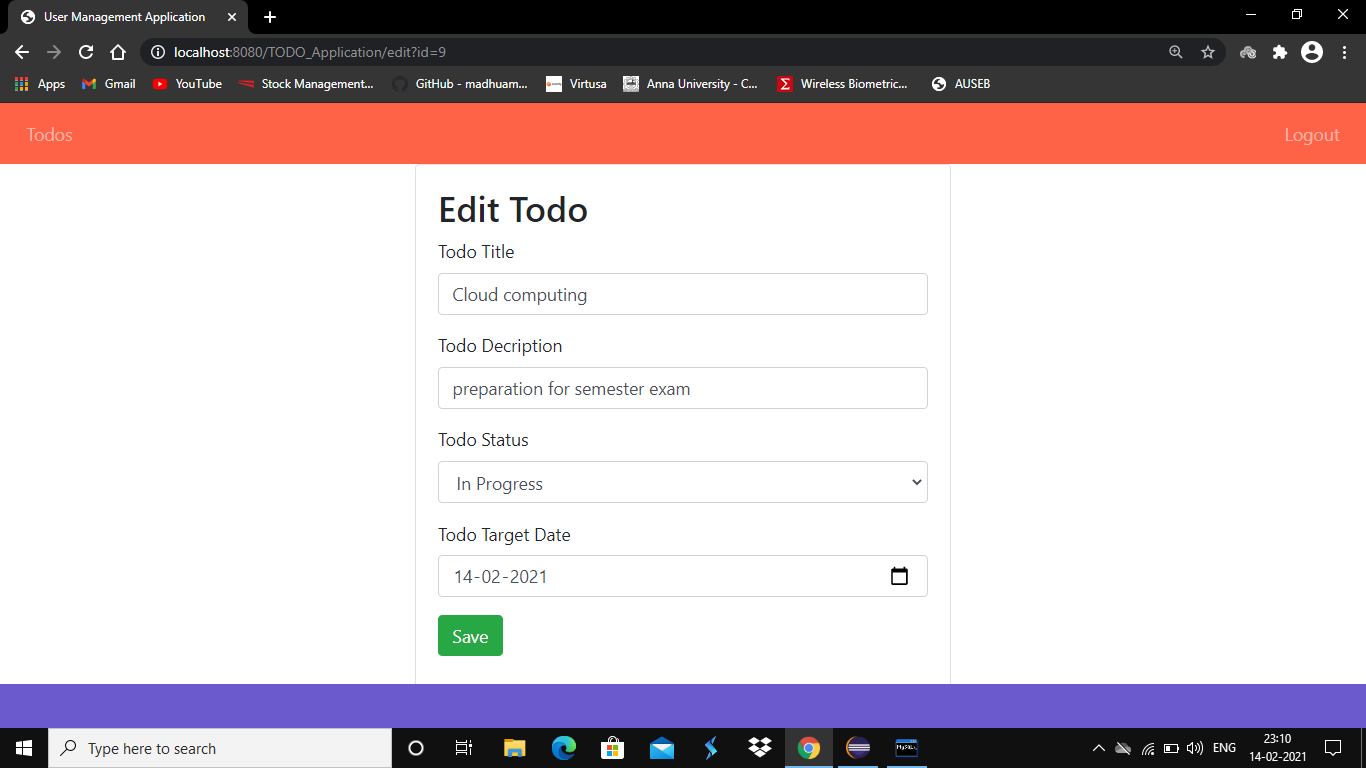 User Management Application
localhost:8080/TODO_Application/edit?id=9
Apps Gmail YouTube Stock Management... GitHub - madhuam... Virtusa Anna University - C... Wireless Biometric... AUSEB
Todos Logout
Edit Todo
Todo Title
Cloud computing
Todo Decription
preparation for semester exam
Todo Status
In Progress
Todo Target Date
14-02-2021
Save
Type here to search ENG 23:10
14-02-2021